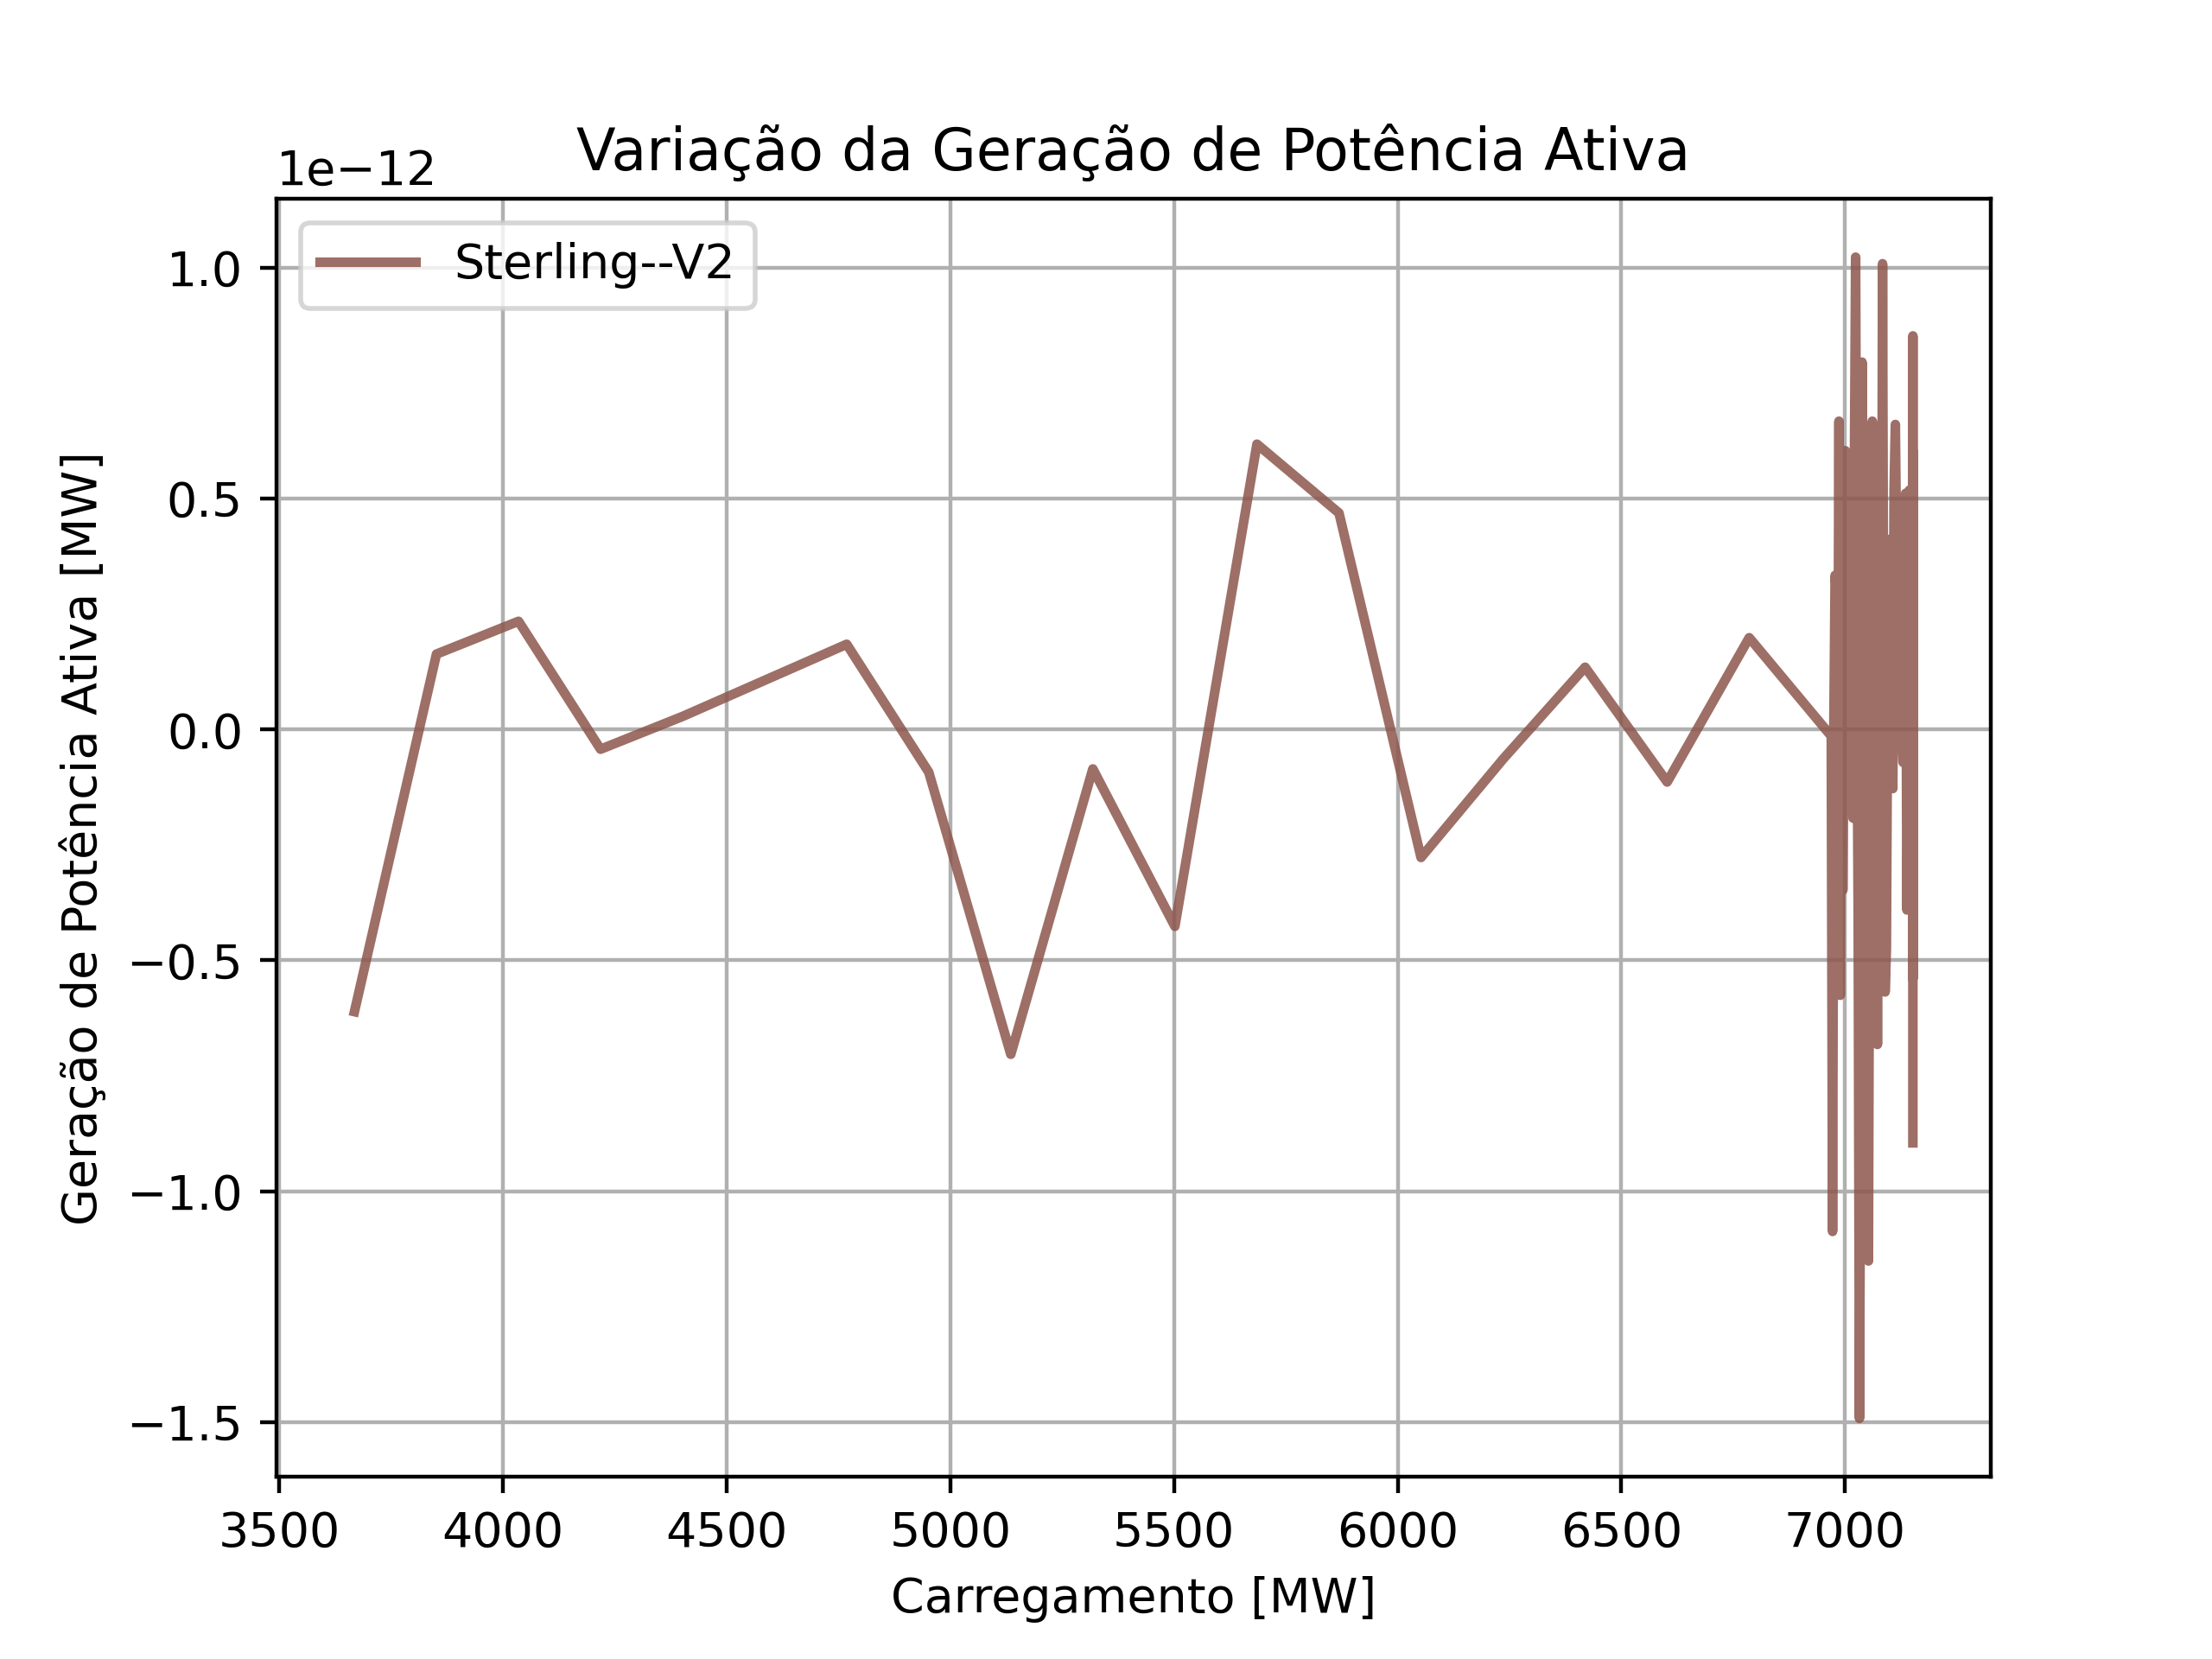 Variação da Geração de Potência Ativa
1e−12
Sterling--V2
Geração de Potência Ativa [MW]
1.0
0.5
0.0
−0.5
−1.0
−1.5
3500 4000 4500 5000 5500 6000 6500 7000
Carregamento [MW]